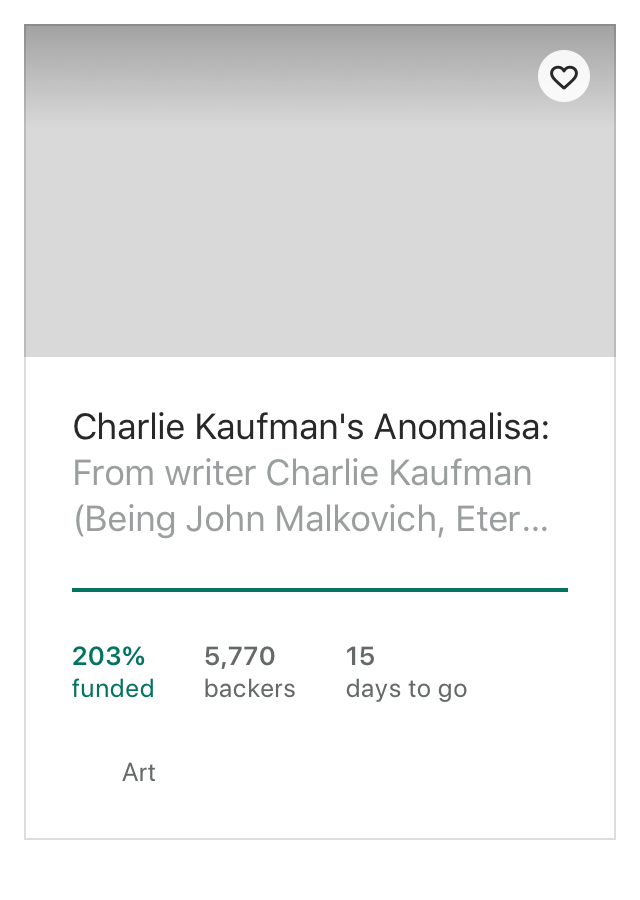 Charlie Kaufman's Anomalisa:
From writer Charlie Kaufman
(Being John Malkovich, Eter...
203% 5,770 15
funded backers days to go
Art